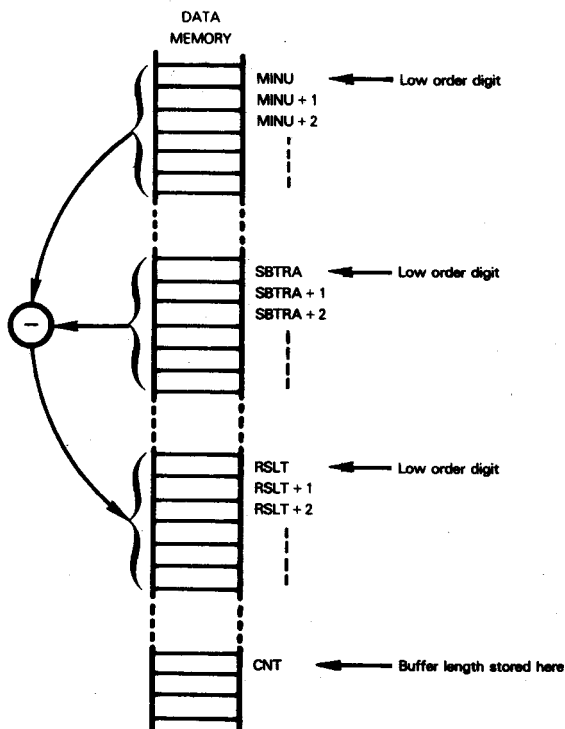 DATA
MEMORY
MINU Low order digit
MINU + 1
MINU + 2
SBTRA Low order digit
SBTRA + 1
SBTRA + 2
−
RSLT Low order digit
RSLT + 1
RSLT + 2
CNT Buffer length stored here